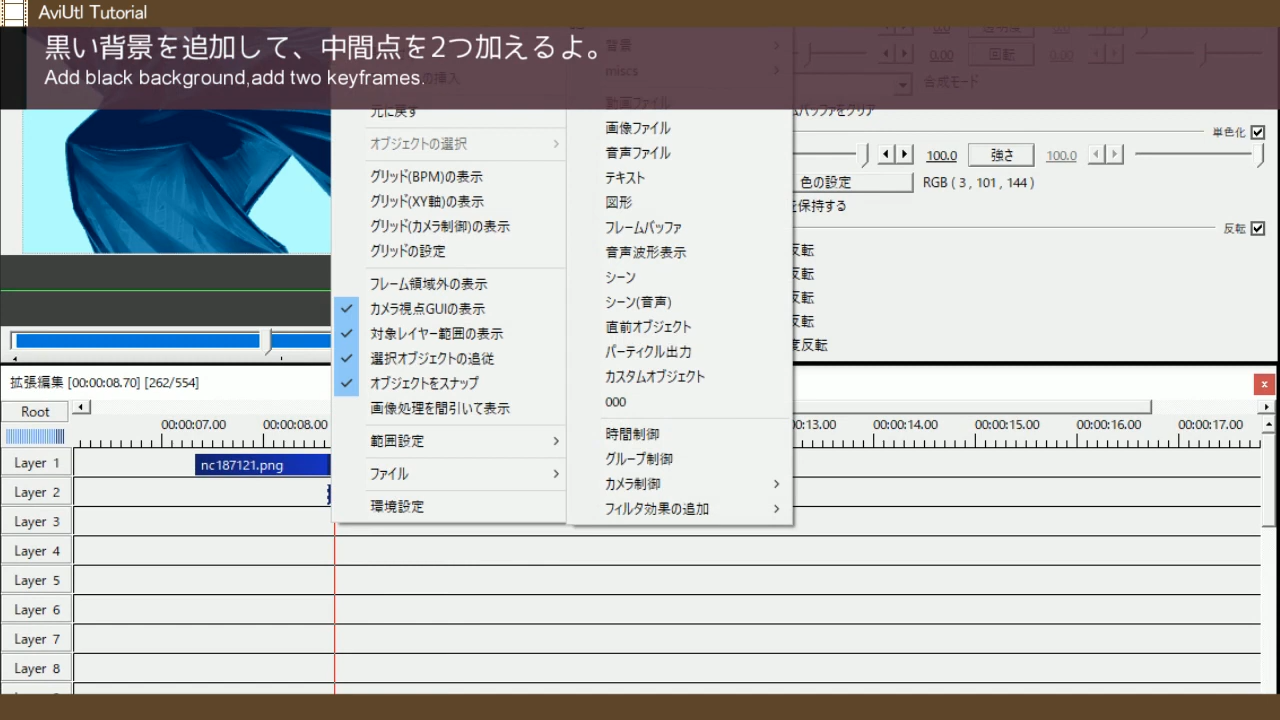 AviUtl Tutorial
黒い背景を追加して、中間点を2つ加えるよ。
Add black background,add two keyframes.
の挿入
元に戻す
オブジェクトの選択
グリッド(BPM)の表示
グリッド(XY軸)の表示
グリッド(カメラ制御)の表示
グリッドの設定
フレーム領域外の表示
カメラ視点GUIの表示
対象レイヤー範囲の表示
選択オブジェクトの追従
オブジェクトをスナップ
画像処理を間引いて表示
範囲設定
ファイル
環境設定
背景
miscs
動画ファイル
画像ファイル
音声ファイル
テキスト
図形
フレームバッファ
音声波形表示
シーン
シーン(音声)
直前オブジェクト
パーティクル出力
カスタムオブジェクト
000
時間制御
グループ制御
カメラ制御
フィルタ効果の追加
0.0 透明度 0.0
0.00 回転 0.00
合成モード
ムバッファをクリア
単色化
100.0 強さ 100.0
色の設定 RGB ( 3 , 101 , 144 )
を保持する
反転
反転
反転
反転
反転
度反転
拡張編集 [00:00:08.70] [262/554]
x
Root
00:00:07.00 00:00:08.00 00:13.00 00:00:14.00 00:00:15.00 00:00:16.00 00:00:17.00
Layer 1 nc187121.png
Layer 2
Layer 3
Layer 4
Layer 5
Layer 6
Layer 7
Layer 8